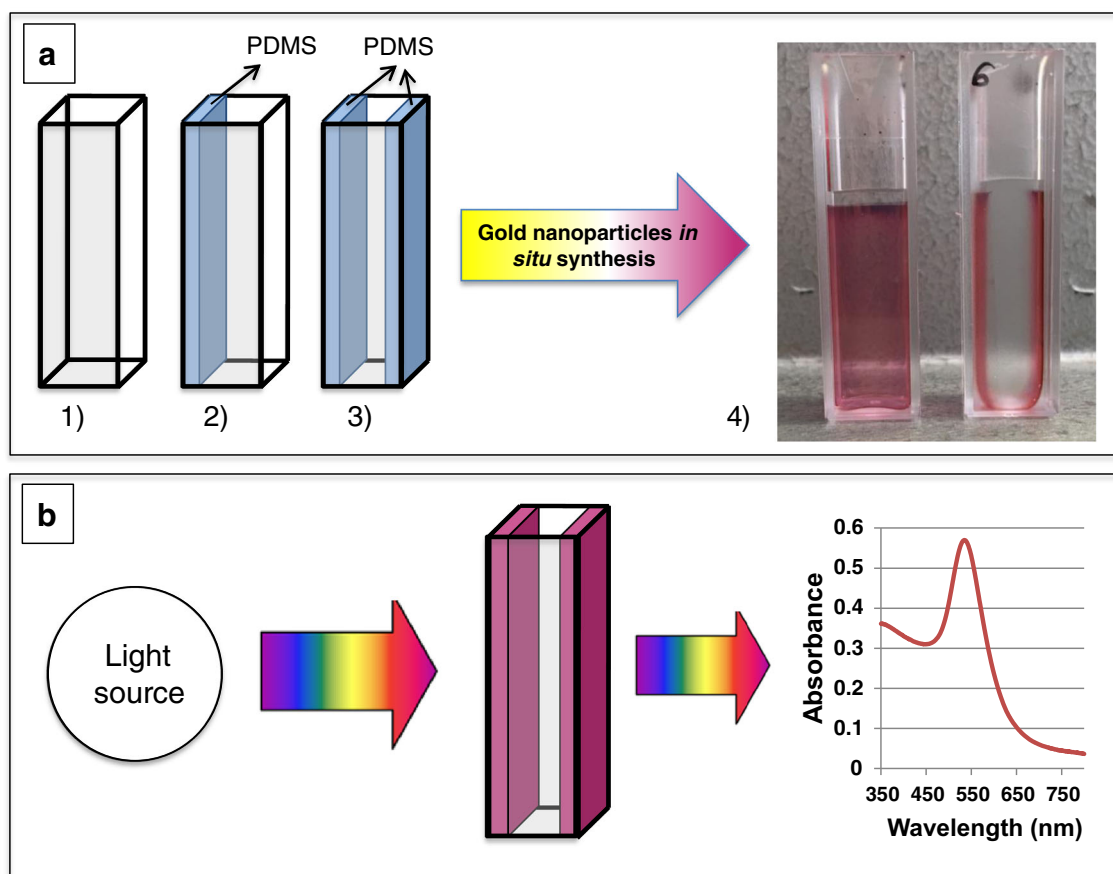 a
PDMS
PDMS
1)
2)
3)
Gold nanoparticles in
situ synthesis
4)
6
b
Light
source
Absorbance
0.6
0.5
0.4
0.3
0.2
0.1
0
350 450 550 650 750
Wavelength (nm)